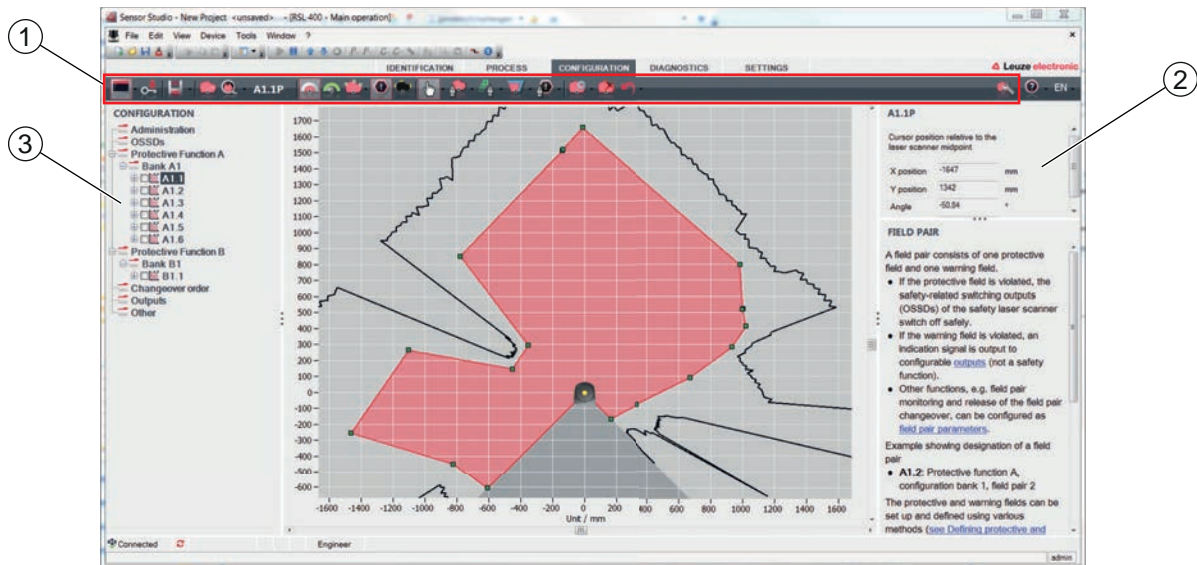 1
2
3
Sensor Studio - New Project <unsaved> - [RSL-400 - Main operation]
File Edit View Device Tools Window ?
IDENTIFICATION PROCESS CONFIGURATION DIAGNOSTICS SETTINGS
Leuze electronic
A1.1P
EN
CONFIGURATION
Administration
OSSDs
Protective Function A
Bank A1
A1.1
A1.2
A1.3
A1.4
A1.5
A1.6
Protective Function B
Bank B1
B1.1
Changeover order
Outputs
Other
1700
1600
1500
1400
1300
1200
1100
1000
900
800
700
600
500
400
300
200
100
0
-100
-200
-300
-400
-500
-600
-1600 -1400 -1200 -1000 -800 -600 -400 -200 0 200 400 600 800 1000 1200 1400 1600
Unt / mm
A1.1P
Cursor position relative to the
laser scanner midpoint
X position -1647 mm
Y position 1342 mm
Angle -50.84 °
FIELD PAIR
A field pair consists of one protective
field and one warning field.
• If the protective field is violated, the
safety-related switching outputs
(OSSDs) of the safety laser scanner
switch off safely.
• If the warning field is violated, an
indication signal is output to
configurable outputs (not a safety
function).
• Other functions, e.g. field pair
monitoring and release of the field pair
changeover, can be configured as
field pair parameters.
Example showing designation of a field
pair
• A1.2: Protective function A,
configuration bank 1, field pair 2
The protective and warning fields can be
set up and defined using various
methods (see Defining protective and
Connected
Engineer
admin